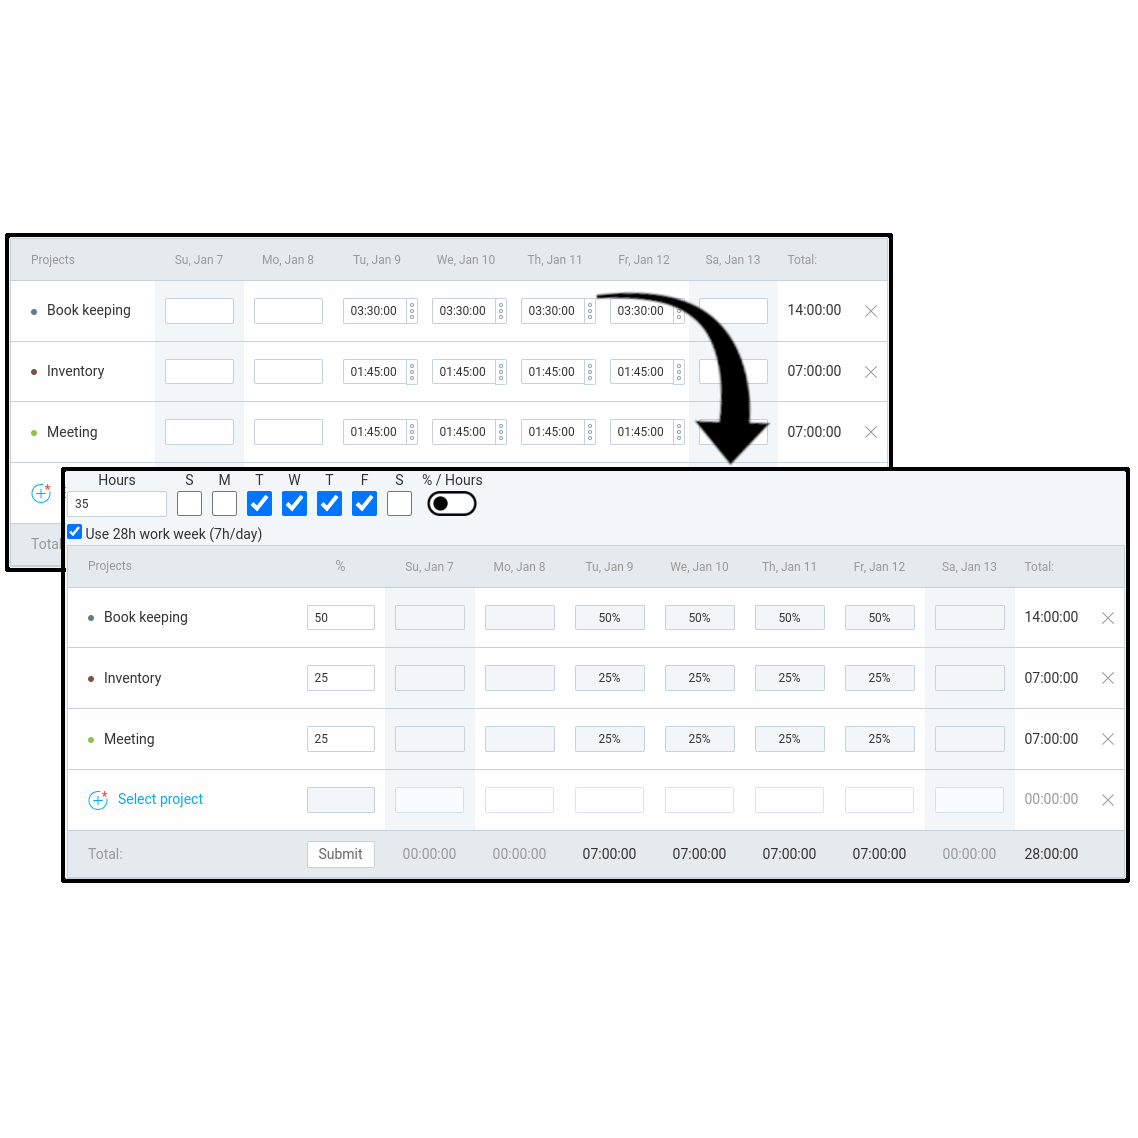 Projects Su, Jan 7 Mo, Jan 8 Tu, Jan 9 We, Jan 10 Th, Jan 11 Fr, Jan 12 Sa, Jan 13 Total:
Book keeping 03:30:00 03:30:00 03:30:00 03:30:00 14:00:00
Inventory 01:45:00 01:45:00 01:45:00 01:45:00 07:00:00
Meeting 01:45:00 01:45:00 01:45:00 01:45:00 07:00:00
Tota
Hours S M T W T F S % / Hours
35
Use 28h work week (7h/day)
Projects % Su, Jan 7 Mo, Jan 8 Tu, Jan 9 We, Jan 10 Th, Jan 11 Fr, Jan 12 Sa, Jan 13 Total:
Book keeping 50 50% 50% 50% 50% 14:00:00
Inventory 25 25% 25% 25% 25% 07:00:00
Meeting 25 25% 25% 25% 25% 07:00:00
Select project 00:00:00
Total: Submit 00:00:00 00:00:00 07:00:00 07:00:00 07:00:00 07:00:00 00:00:00 28:00:00